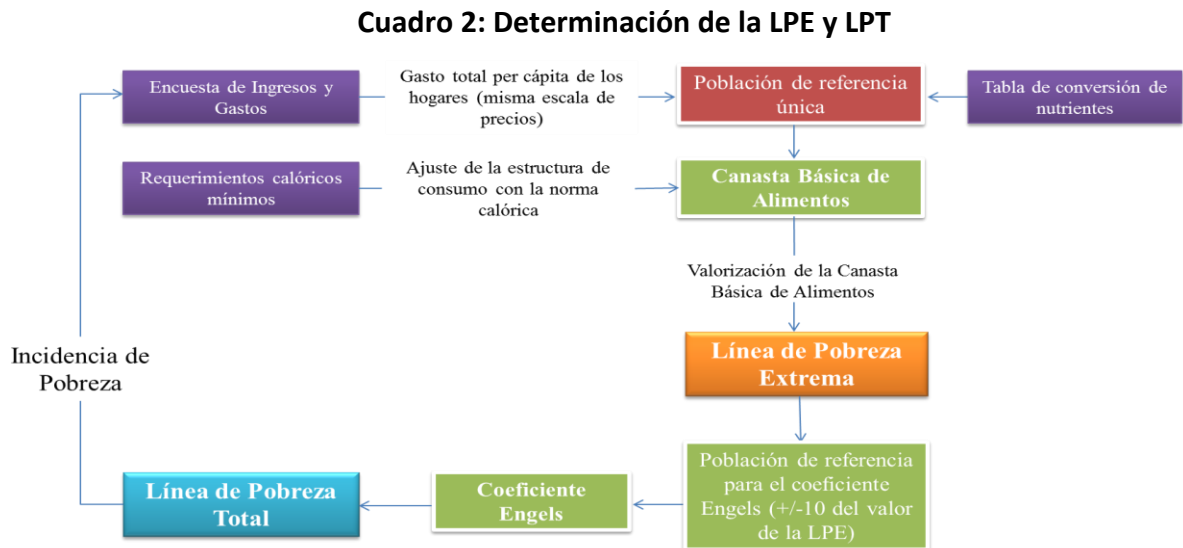 Cuadro 2: Determinación de la LPE y LPT
Encuesta de Ingresos y
Gastos
Gasto total per cápita de los
hogares (misma escala de
precios)
Población de referencia
única
Tabla de conversión de
nutrientes
Requerimientos calóricos
mínimos
Ajuste de la estructura de
consumo con la norma
calórica
Canasta Básica de
Alimentos
Valorización de la Canasta
Básica de Alimentos
Línea de Pobreza
Extrema
Incidencia de
Pobreza
Población de referencia
para el coeficiente
Engels (+/-10 del valor
de la LPE)
Coeficiente
Engels
Línea de Pobreza
Total